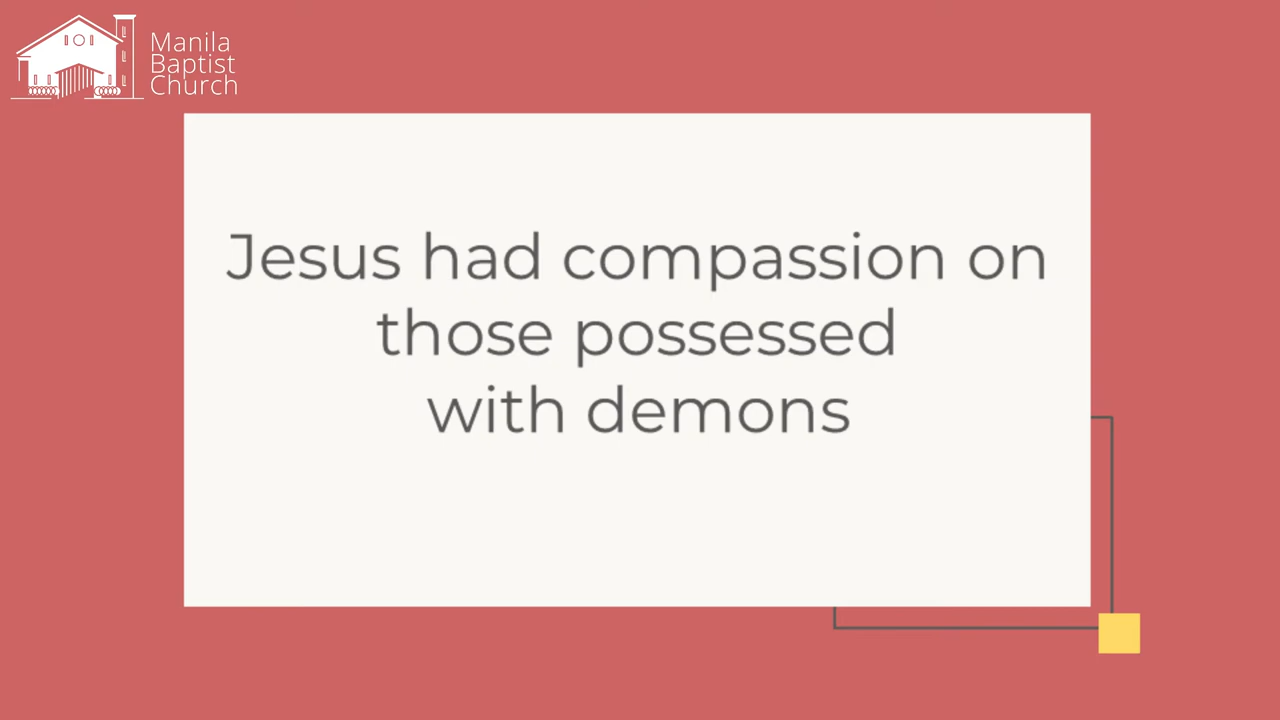 Manila
Baptist
Church
Jesus had compassion on
those possessed
with demons